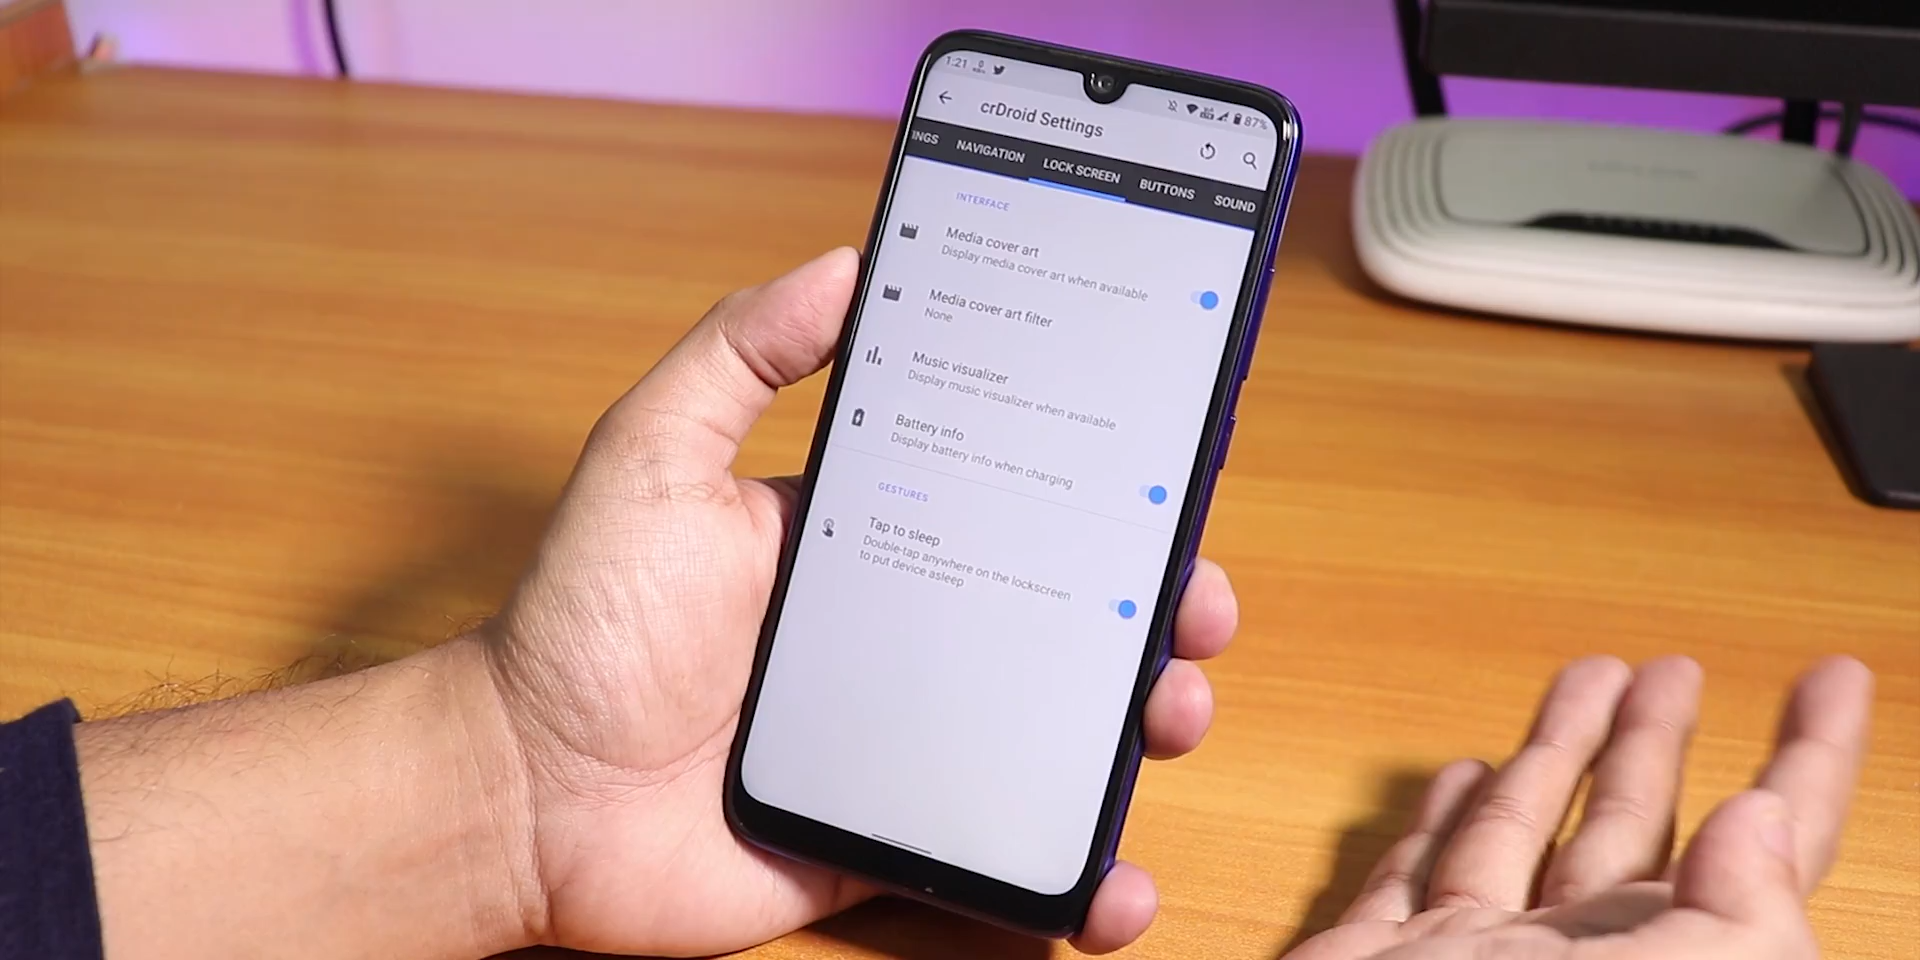 1:21
87%
crDroid Settings
INGS NAVIGATION LOCK SCREEN BUTTONS SOUND
INTERFACE
Media cover art
Display media cover art when available
Media cover art filter
None
Music visualizer
Display music visualizer when available
Battery info
Display battery info when charging
GESTURES
Tap to sleep
Double-tap anywhere on the lockscreen
to put device asleep